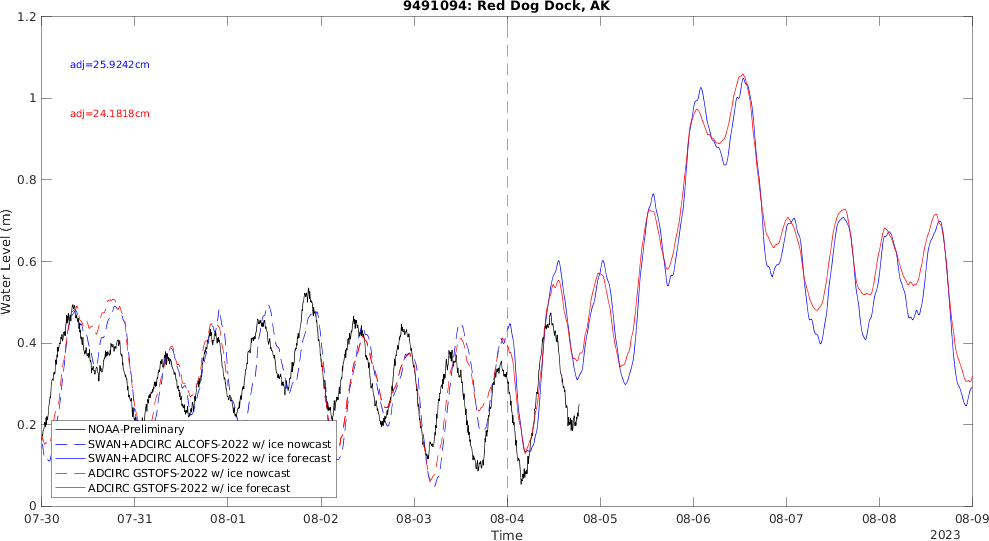 9491094: Red Dog Dock, AK
adj=25.9242cm
adj=24.1818cm
Water Level (m)
1.2
1
0.8
0.6
0.4
0.2
0
NOAA-Preliminary
SWAN+ADCIRC ALCOFS-2022 w/ ice nowcast
SWAN+ADCIRC ALCOFS-2022 w/ ice forecast
ADCIRC GSTOFS-2022 w/ ice nowcast
ADCIRC GSTOFS-2022 w/ ice forecast
07-30 07-31 08-01 08-02 08-03 08-04 08-05 08-06 08-07 08-08 08-09
Time
2023